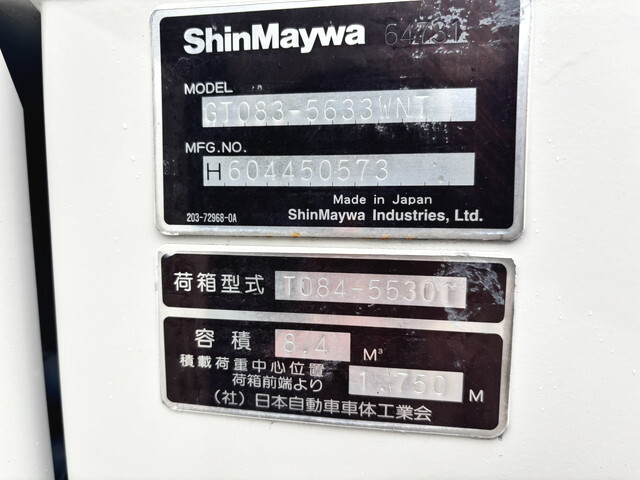 ShinMaywa
MODEL
GT083-5633WNT
MFG.NO.
H604450573
Made in Japan
203-72968-0A ShinMaywa Industries, Ltd.
荷箱型式 T084-5530T
容積 8.4 M³
積載荷重中心位置
荷箱前端より 1.750 M
(社)日本自動車車体工業会